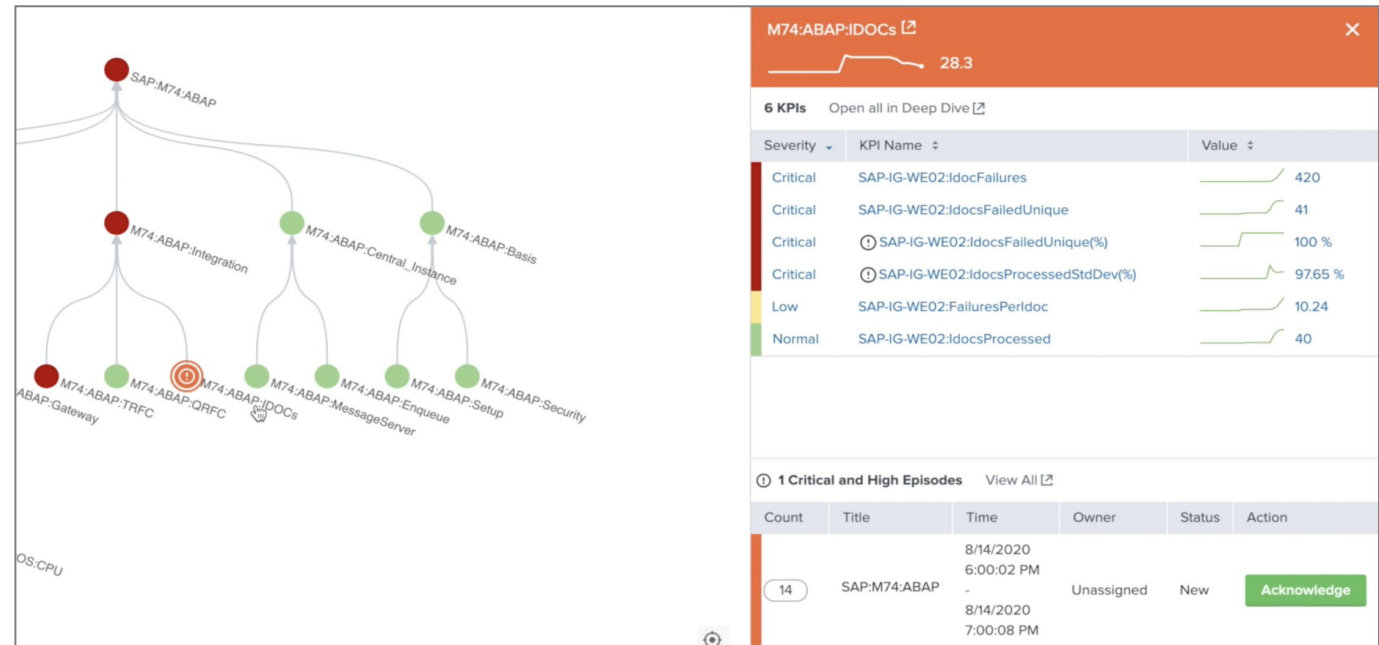 SAP:M74:ABAP
M74:ABAP:Integration
M74:ABAP:Central_Instance
M74:ABAP:Basis
ABAP:Gateway
M74:ABAP:TRFC
M74:ABAP:QRFC
M74:ABAP:IDOCs
M74:ABAP:MessageServer
M74:ABAP:Enqueue
M74:ABAP:Setup
M74:ABAP:Security
OS:CPU
M74:ABAP:IDOCs
28.3
6 KPIs Open all in Deep Dive
Severity KPI Name Value
Critical SAP-IG-WE02:IdocFailures 420
Critical SAP-IG-WE02:IdocsFailedUnique 41
Critical SAP-IG-WE02:IdocsFailedUnique(%) 100 %
Critical SAP-IG-WE02:IdocsProcessedStdDev(%) 97.65 %
Low SAP-IG-WE02:FailuresPerIdoc 10.24
Normal SAP-IG-WE02:IdocsProcessed 40
1 Critical and High Episodes View All
Count Title Time Owner Status Action
8/14/2020
6:00:02 PM
14 SAP:M74:ABAP - Unassigned New Acknowledge
8/14/2020
7:00:08 PM